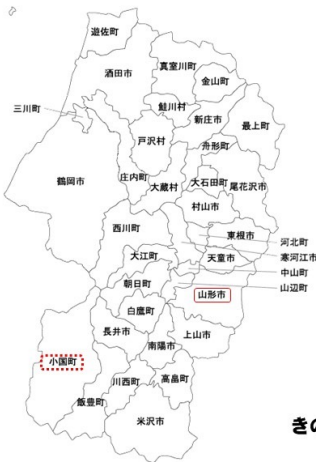 遊佐町
酒田市
真室川町
金山町
三川町
鮭川村
新庄市
最上町
戸沢村
舟形町
鶴岡市
庄内町
大蔵村
大石田町
尾花沢市
村山市
西川町
東根市
河北町
大江町
天童市
寒河江市
中山町
朝日町
山辺町
山形市
白鷹町
長井市
南陽市
上山市
小国町
川西町
高畠町
飯豊町
米沢市
きの